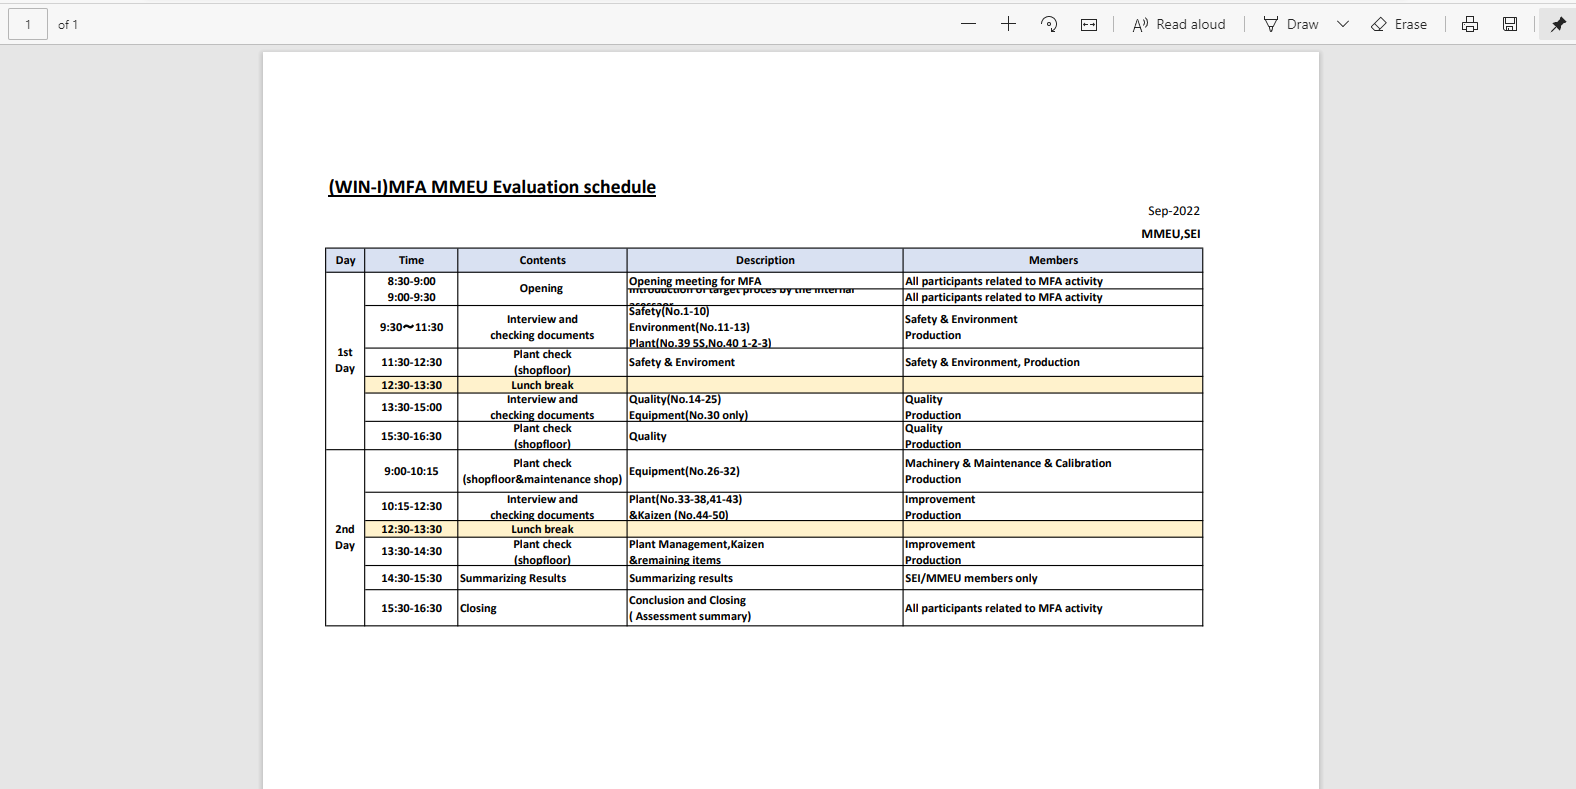 1 of 1 Read aloud Draw Erase
(WIN-I)MFA MMEU Evaluation schedule
Sep-2022
MMEU,SEI
Day Time Contents Description Members
1st Day
8:30-9:00 Opening Opening meeting for MFA All participants related to MFA activity
9:00-9:30 Introduction of target proces by the internal All participants related to MFA activity
9:30〜11:30 Interview and checking documents Safety(No.1-10) Safety & Environment
Environment(No.11-13) Production
Plant(No.39 5S,No.40 1-2-3)
11:30-12:30 Plant check (shopfloor) Safety & Enviroment Safety & Environment, Production
12:30-13:30 Lunch break
13:30-15:00 Interview and checking documents Quality(No.14-25) Quality
Equipment(No.30 only) Production
15:30-16:30 Plant check (shopfloor) Quality Quality
Production
2nd Day
9:00-10:15 Plant check (shopfloor&maintenance shop) Equipment(No.26-32) Machinery & Maintenance & Calibration
Production
10:15-12:30 Interview and checking documents Plant(No.33-38,41-43) Improvement
&Kaizen (No.44-50) Production
12:30-13:30 Lunch break
13:30-14:30 Plant check (shopfloor) Plant Management,Kaizen Improvement
&remaining items Production
14:30-15:30 Summarizing Results Summarizing results SEI/MMEU members only
15:30-16:30 Closing Conclusion and Closing All participants related to MFA activity
( Assessment summary)